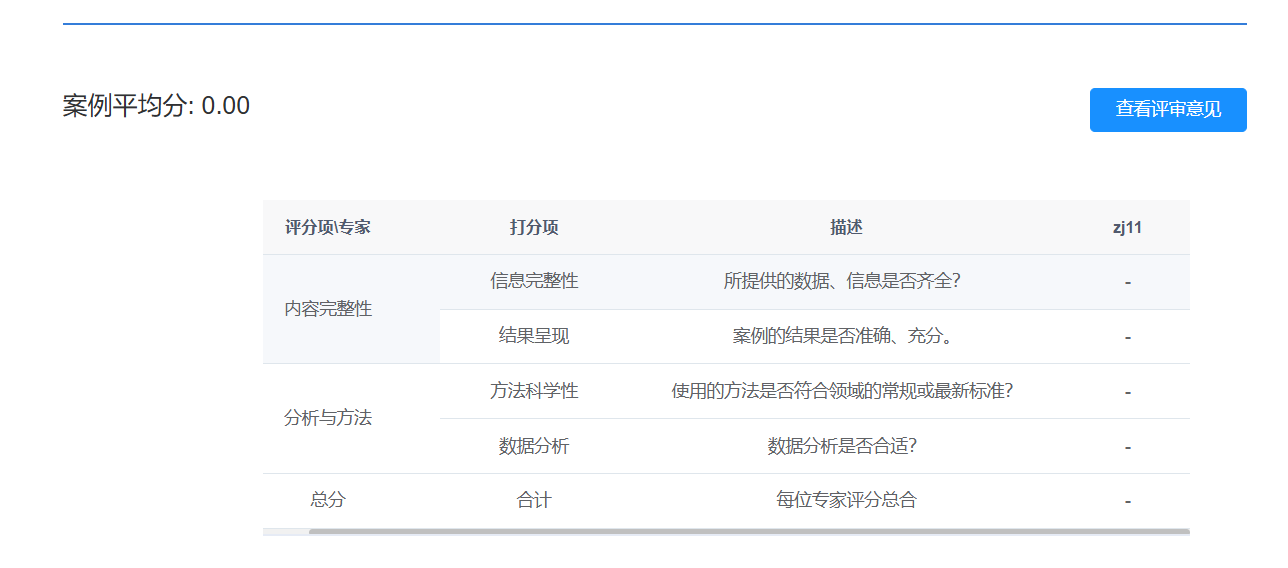 案例平均分: 0.00
查看评审意见
评分项\专家 打分项 描述 zj11
内容完整性
信息完整性 所提供的数据、信息是否齐全? -
结果呈现 案例的结果是否准确、充分。 -
分析与方法
方法科学性 使用的方法是否符合领域的常规或最新标准? -
数据分析 数据分析是否合适? -
总分 合计 每位专家评分总合 -